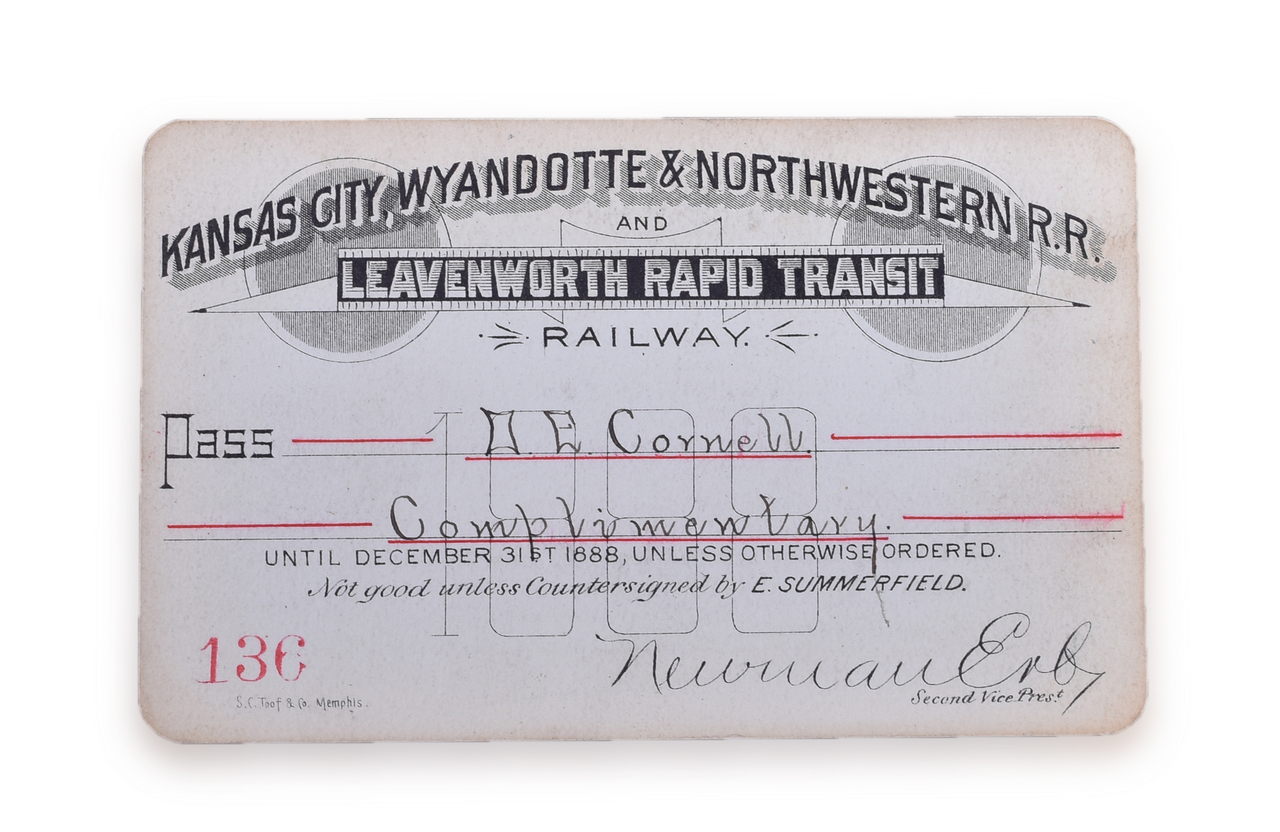 KANSAS CITY, WYANDOTTE & NORTHWESTERN R.R.
AND
LEAVENWORTH RAPID TRANSIT
RAILWAY.
Pass D. E. Cornell.
Complimentary.
UNTIL DECEMBER 31ST 1888, UNLESS OTHERWISE ORDERED.
Not good unless Countersigned by E. SUMMERFIELD.
1888
136
Newman Erb
S.C. Toof & Co. Memphis.
Second Vice Prest.